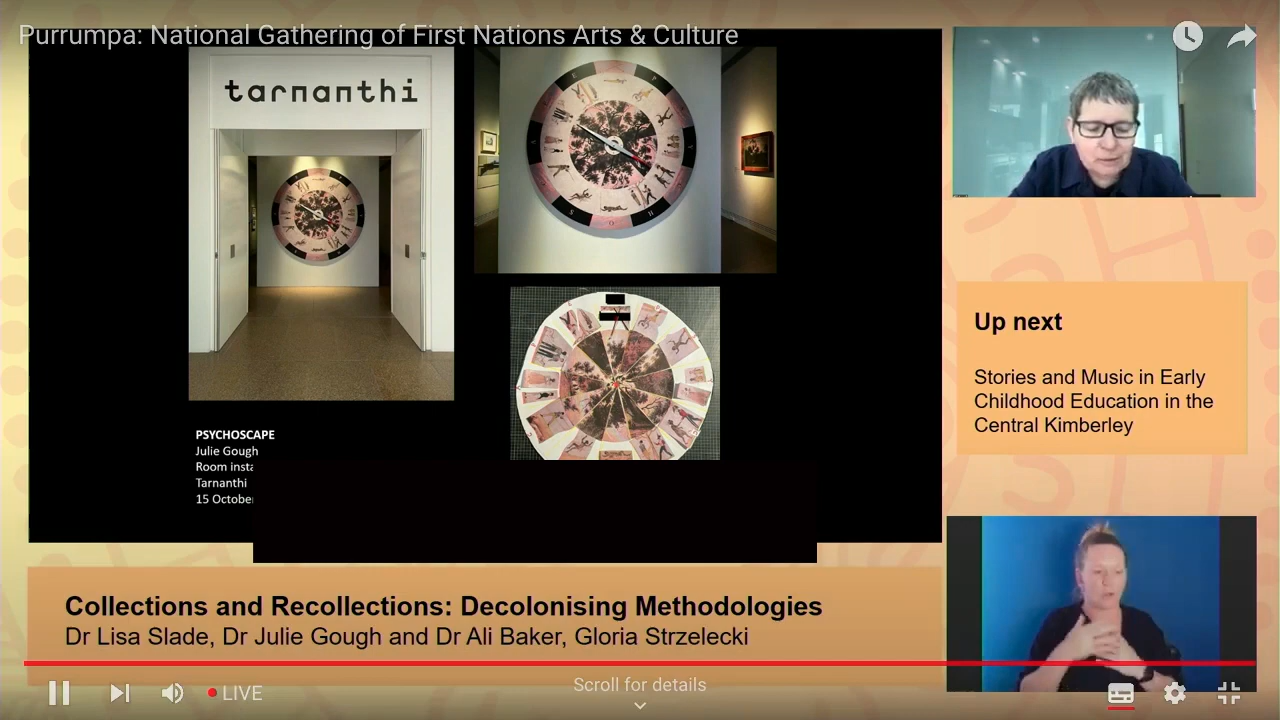 Purrumpa: National Gathering of First Nations Arts & Culture
tarnanthi
PSYCHOSCAPE
Julie Gough
Room
Tarnanthi
15
Up next
Stories and Music in Early
Childhood Education in the
Central Kimberley
Collections and Recollections: Decolonising Methodologies
Dr Lisa Slade, Dr Julie Gough and Dr Ali Baker, Gloria Strzelecki
LIVE
Scroll for details